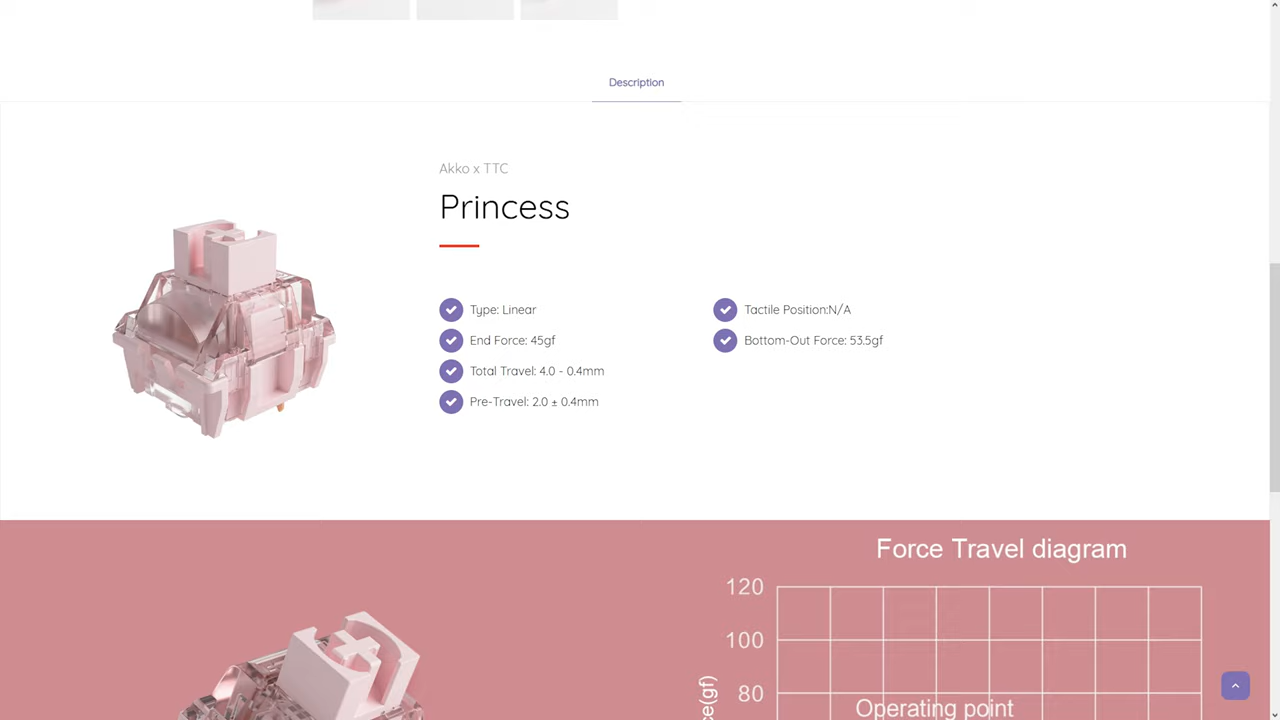 Description
Akko x TTC
Princess
Type: Linear
End Force: 45gf
Total Travel: 4.0 - 0.4mm
Pre-Travel: 2.0 ± 0.4mm
Tactile Position:N/A
Bottom-Out Force: 53.5gf
Force Travel diagram
120
100
80
Operating point